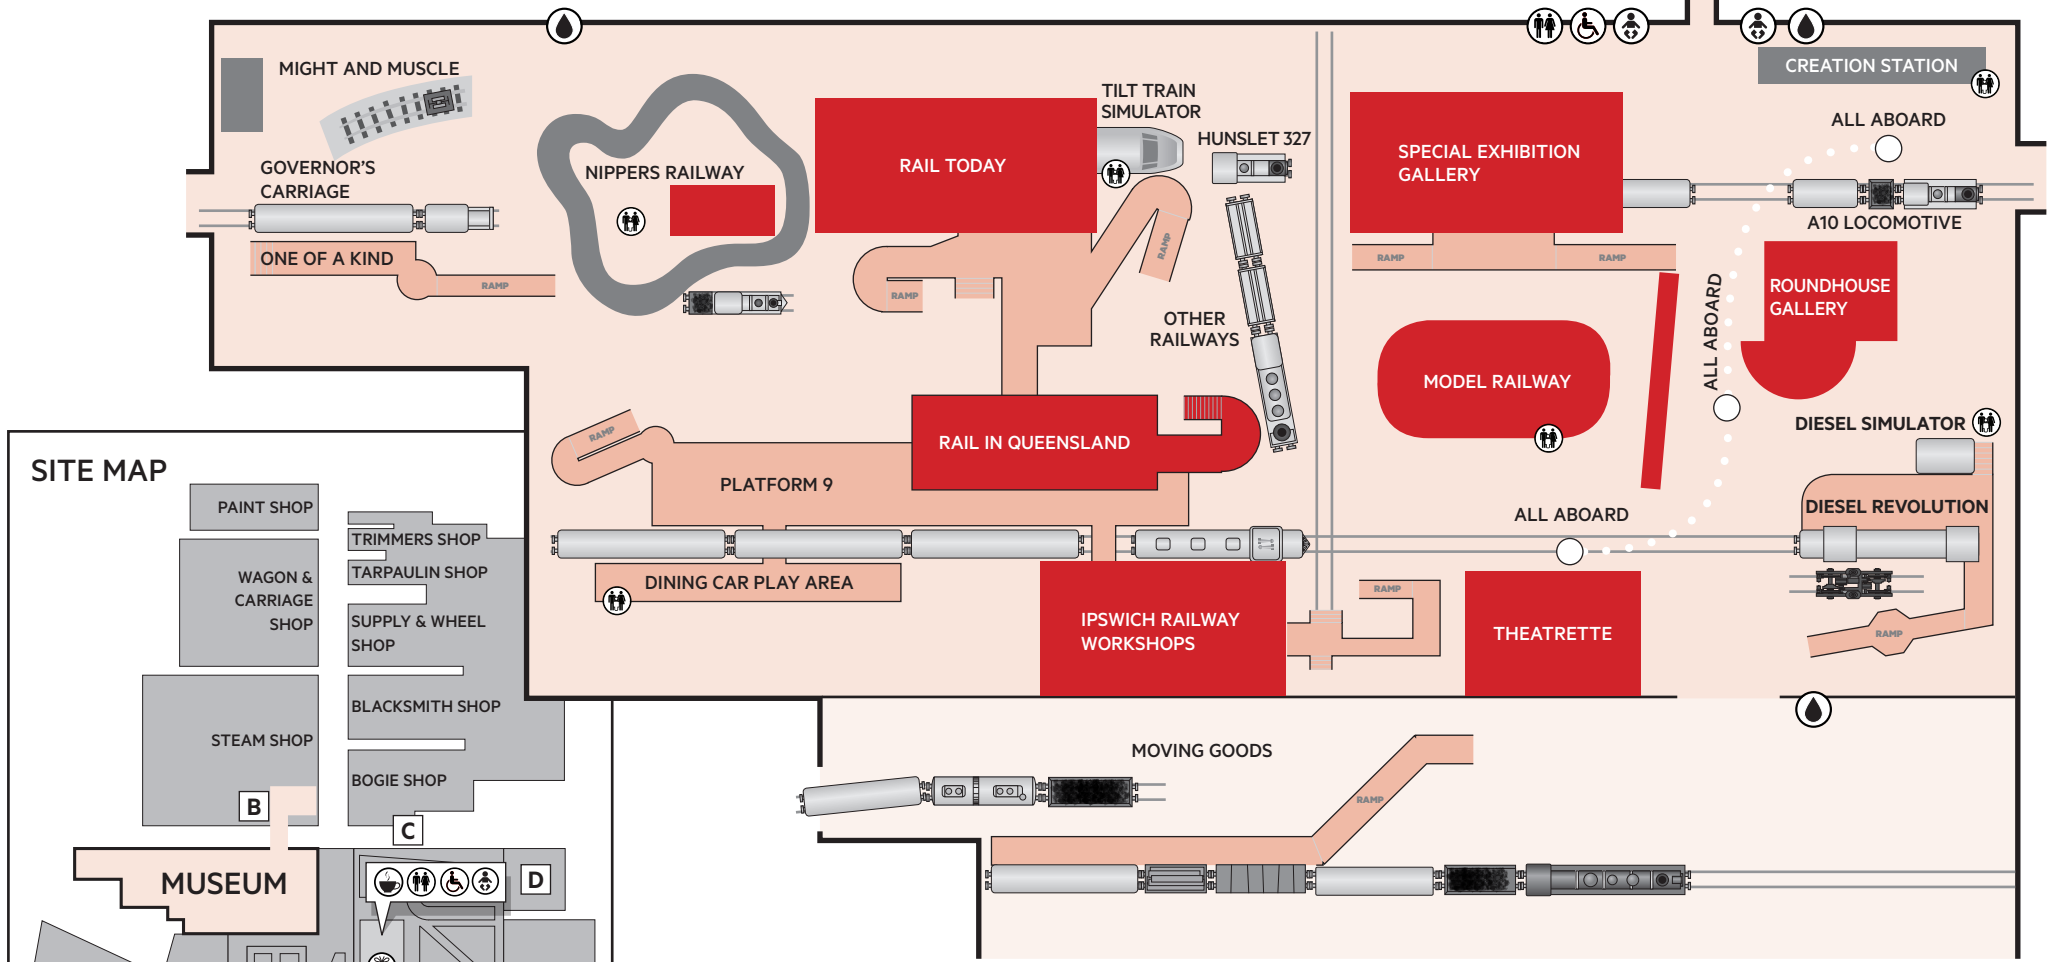 MIGHT AND MUSCLE
GOVERNOR'S
CARRIAGE
ONE OF A KIND
RAMP
NIPPERS RAILWAY
RAIL TODAY
TILT TRAIN
SIMULATOR
HUNSLET 327
RAMP
RAMP
OTHER
RAILWAYS
SPECIAL EXHIBITION
GALLERY
RAMP
RAMP
CREATION STATION
ALL ABOARD
A10 LOCOMOTIVE
ROUNDHOUSE
GALLERY
ALL ABOARD
MODEL RAILWAY
DIESEL SIMULATOR
DIESEL REVOLUTION
RAMP
RAMP
RAIL IN QUEENSLAND
PLATFORM 9
DINING CAR PLAY AREA
ALL ABOARD
IPSWICH RAILWAY
WORKSHOPS
RAMP
THEATRETTE
MOVING GOODS
RAMP
SITE MAP
PAINT SHOP
TRIMMERS SHOP
WAGON &
CARRIAGE
SHOP
TARPAULIN SHOP
SUPPLY & WHEEL
SHOP
BLACKSMITH SHOP
STEAM SHOP
BOGIE SHOP
B
C
MUSEUM
D